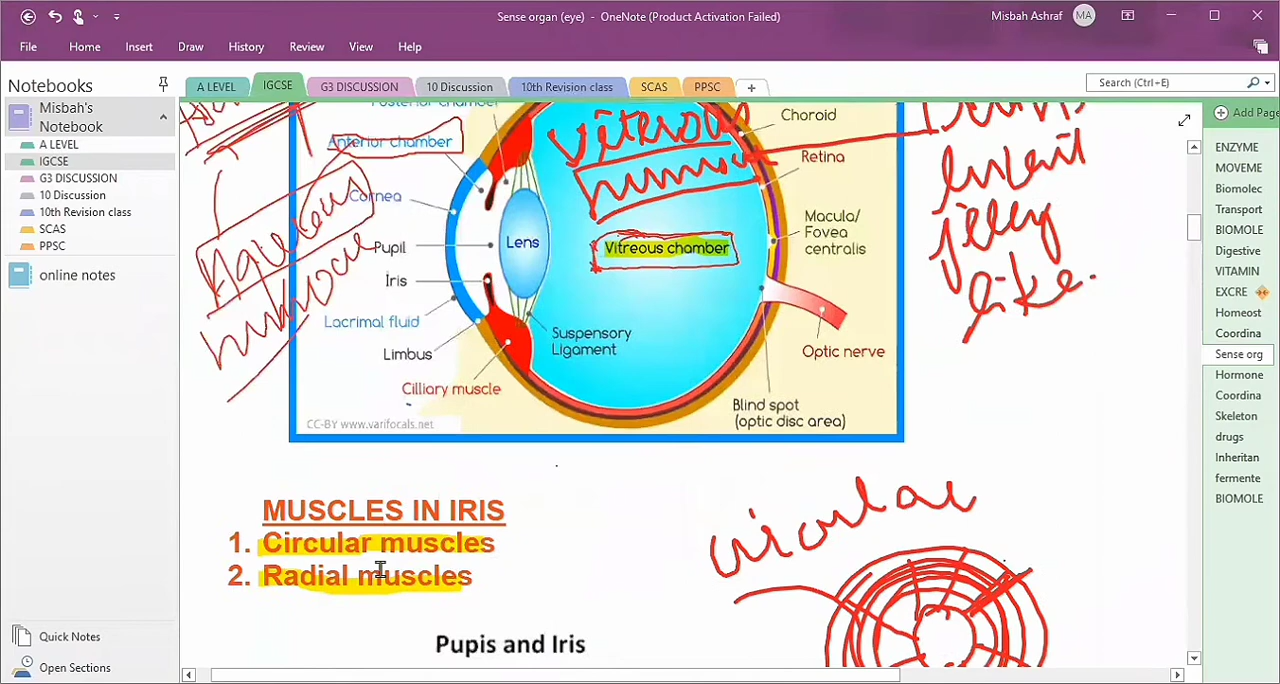 Sense organ (eye) - OneNote (Product Activation Failed)
Misbah Ashraf
MA
File Home Insert Draw History Review View Help
Notebooks
A LEVEL IGCSE G3 DISCUSSION 10 Discussion 10th Revision class SCAS PPSC +
Search (Ctrl+E)
Misbah's
Notebook
A LEVEL
IGCSE
G3 DISCUSSION
10 Discussion
10th Revision class
SCAS
PPSC
online notes
Quick Notes
Open Sections
Posterior chamber
Anterior chamber
Cornea
Pupil
Iris
Lacrimal fluid
Limbus
Cilliary muscle
Lens
Suspensory
Ligament
Vitreous chamber
Choroid
Retina
Macula/
Fovea
centralis
Optic nerve
Blind spot
(optic disc area)
CC-BY www.varifocals.net
jelly
like.
MUSCLES IN IRIS
1. Circular muscles
2. Radial muscles
circular
Pupis and Iris
Add Page
ENZYME
MOVEME
Biomolec
Transport
BIOMOLE
Digestive
VITAMIN
EXCRE
Homeost
Coordina
Sense org
Hormone
Coordina
Skeleton
drugs
Inheritan
fermente
BIOMOLE